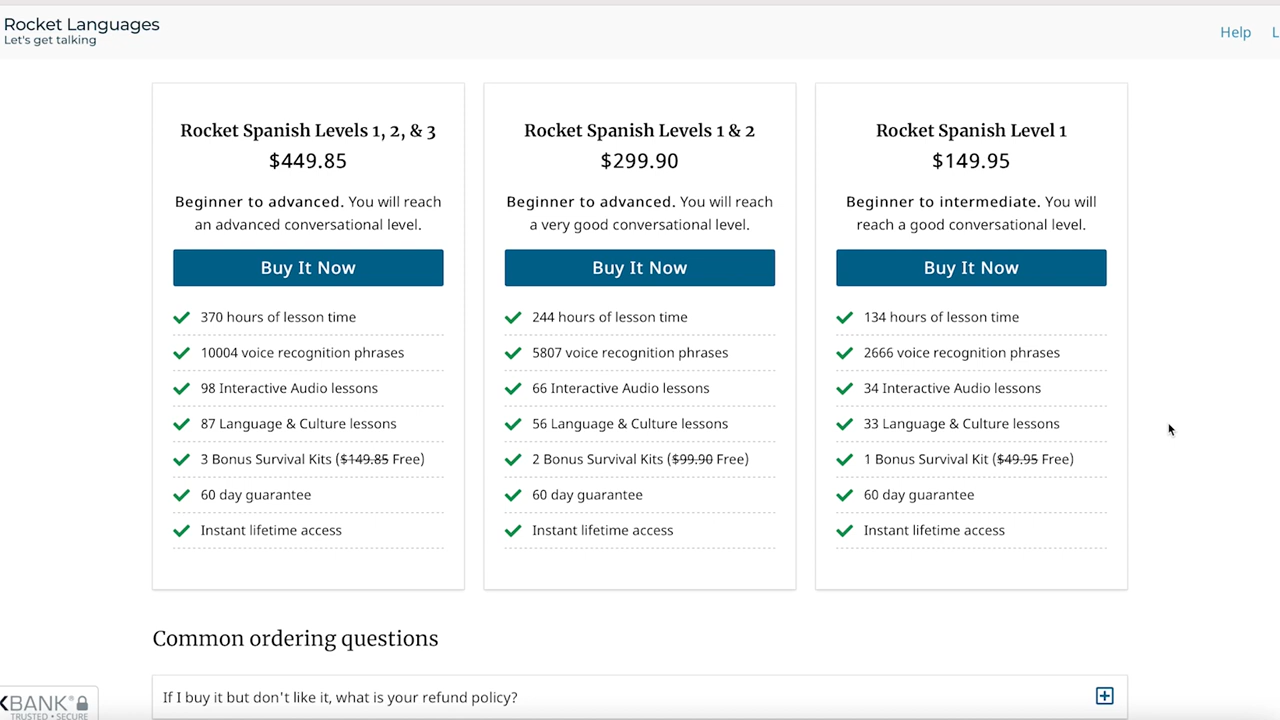 Rocket Languages
Let's get talking
Help
L
Rocket Spanish Levels 1, 2, & 3
$449.85
Beginner to advanced. You will reach
an advanced conversational level.
Buy It Now
370 hours of lesson time
10004 voice recognition phrases
98 Interactive Audio lessons
87 Language & Culture lessons
3 Bonus Survival Kits ($149.85 Free)
60 day guarantee
Instant lifetime access
Rocket Spanish Levels 1 & 2
$299.90
Beginner to advanced. You will reach
a very good conversational level.
Buy It Now
244 hours of lesson time
5807 voice recognition phrases
66 Interactive Audio lessons
56 Language & Culture lessons
2 Bonus Survival Kits ($99.90 Free)
60 day guarantee
Instant lifetime access
Rocket Spanish Level 1
$149.95
Beginner to intermediate. You will
reach a good conversational level.
Buy It Now
134 hours of lesson time
2666 voice recognition phrases
34 Interactive Audio lessons
33 Language & Culture lessons
1 Bonus Survival Kit ($49.95 Free)
60 day guarantee
Instant lifetime access
Common ordering questions
If I buy it but don't like it, what is your refund policy?
KBANK®
TRUSTED • SECURE